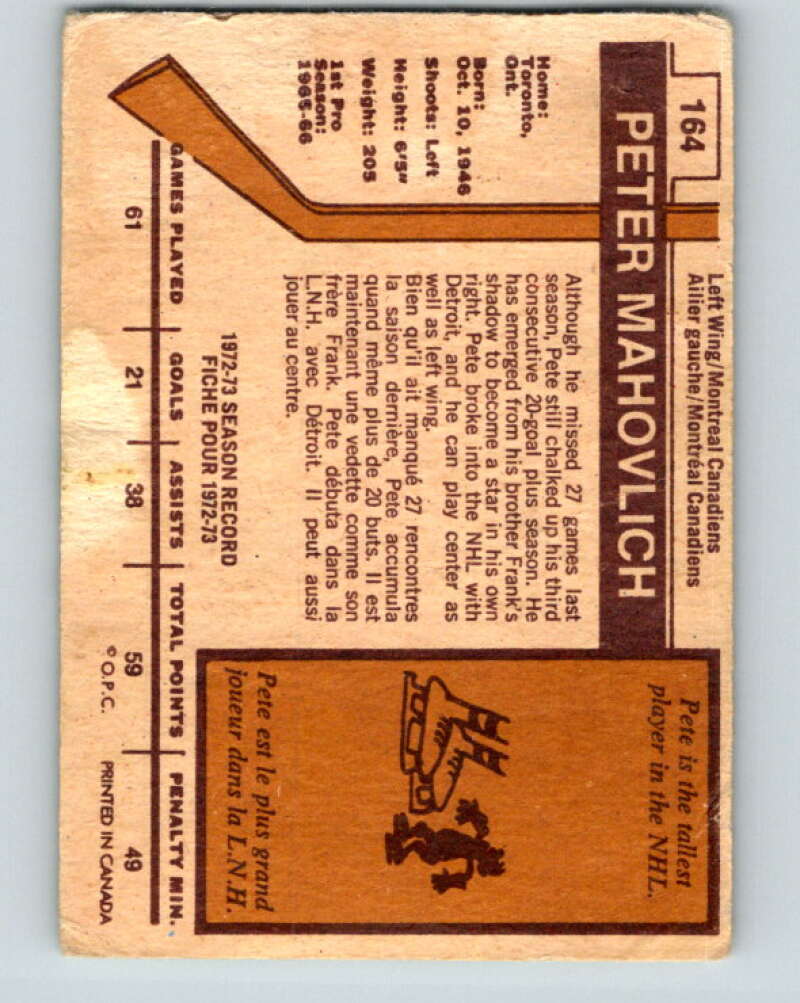 164
Left Wing/Montreal Canadiens
Ailier gauche/Montréal Canadiens
PETER MAHOVLICH
Home:
Toronto,
Ont.
Born:
Oct. 10, 1946
Shoots: Left
Height: 6'5"
Weight: 205
1st Pro
Season:
1965-66
Although he missed 27 games last
season, Pete still chalked up his third
consecutive 20-goal plus season. He
has emerged from his brother Frank's
shadow to become a star in his own
right. Pete broke into the NHL with
Detroit, and he can play center as
well as left wing.
Bien qu'il ait manqué 27 rencontres
la saison dernière, Pete accumula
quand même plus de 20 buts. Il est
maintenant une vedette comme son
frère Frank. Pete débuta dans la
L.N.H. avec Détroit. Il peut aussi
jouer au centre.
Pete is the tallest
player in the NHL.
Pete est le plus grand
joueur dans la L.N.H.
1972-73 SEASON RECORD
FICHE POUR 1972-73
GAMES PLAYED GOALS ASSISTS TOTAL POINTS PENALTY MIN.
61 21 38 59 49
© O.P.C. PRINTED IN CANADA